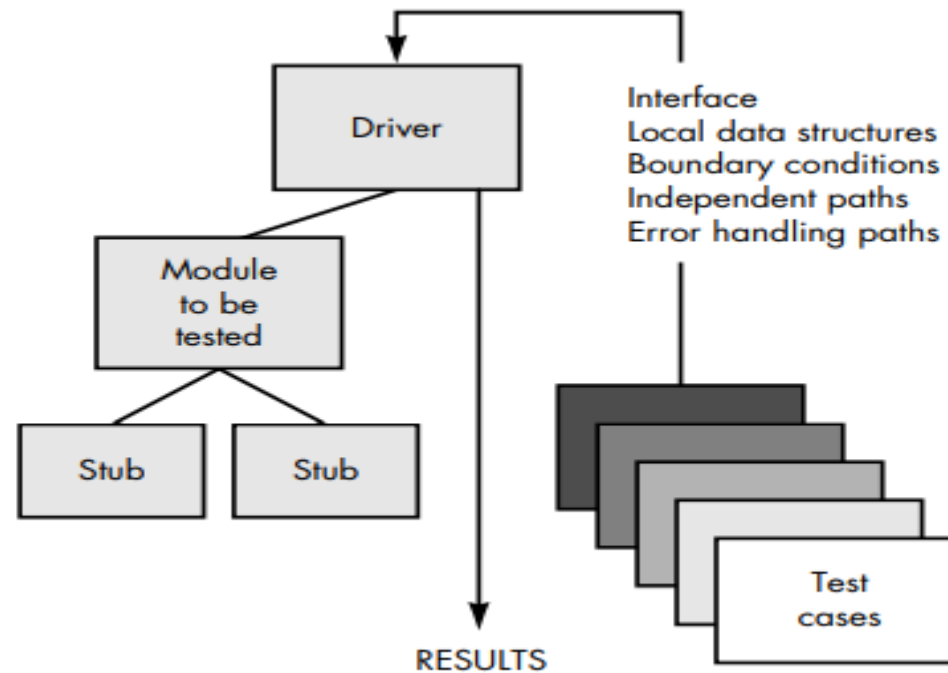 Driver
Interface
Local data structures
Boundary conditions
Independent paths
Error handling paths
Module
to be
tested
Stub
Stub
Test
cases
RESULTS